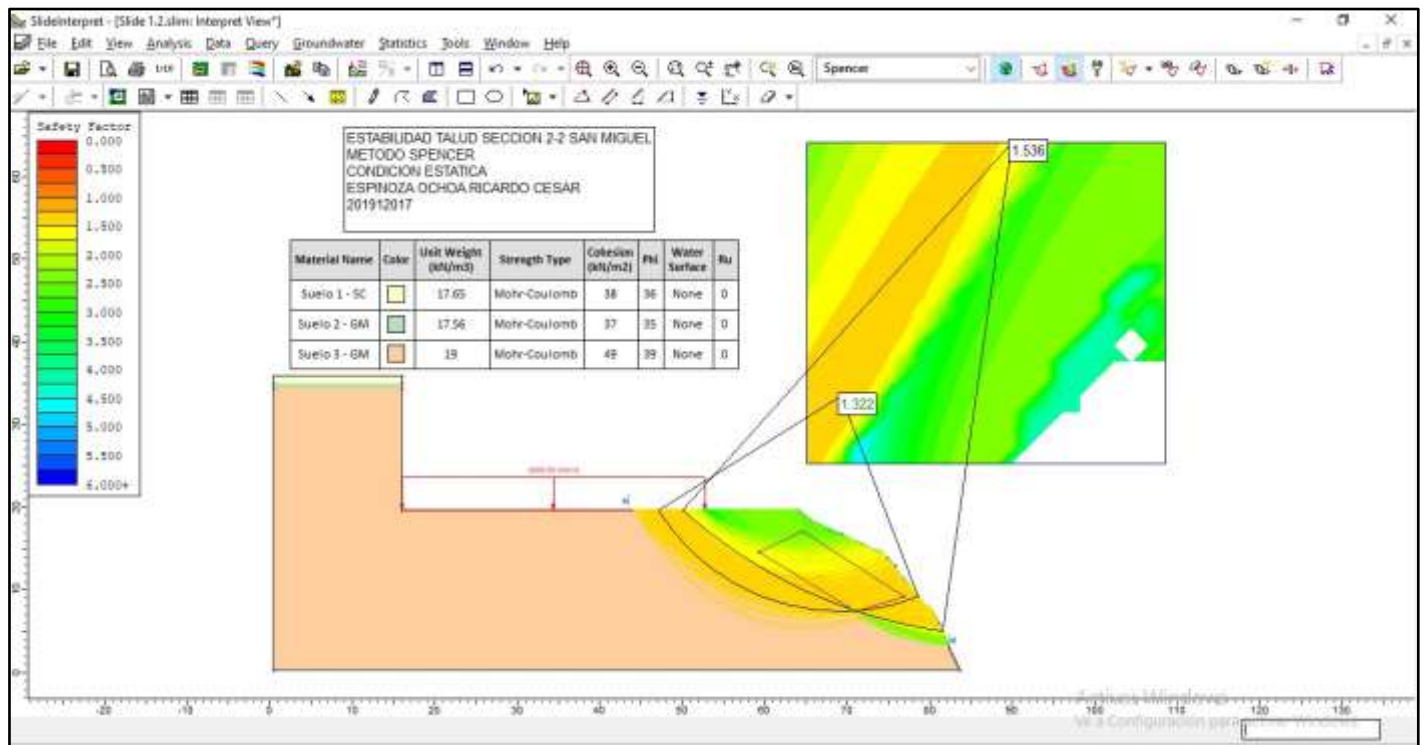 SlideInterpret - [Slide 1.2.slim: Interpret View*]
File Edit View Analysis Data Query Groundwater Statistics Tools Window Help
Spencer
Safety Factor
0.000
0.500
1.000
1.500
2.000
2.500
3.000
3.500
4.000
4.500
5.000
5.500
6.000+
ESTABILIDAD TALUD SECCION 2-2 SAN MIGUEL
METODO SPENCER
CONDICION ESTATICA
ESPINOZA OCHOA RICARDO CESAR
201912017
Material Name Color Unit Weight (kN/m3) Strength Type Cohesion (kN/m2) Phi Water Surface Ru
Suelo 1 - SC 17.65 Mohr-Coulomb 38 36 None 0
Suelo 2 - GM 17.56 Mohr-Coulomb 37 35 None 0
Suelo 3 - GM 19 Mohr-Coulomb 49 39 None 0
1.536
1.322
60
50
40
30
20
10
0
-20 -10 0 10 20 30 40 50 60 70 80 90 100 110 120 130
Activar Windows
Ve a Configuración para activar Windows.